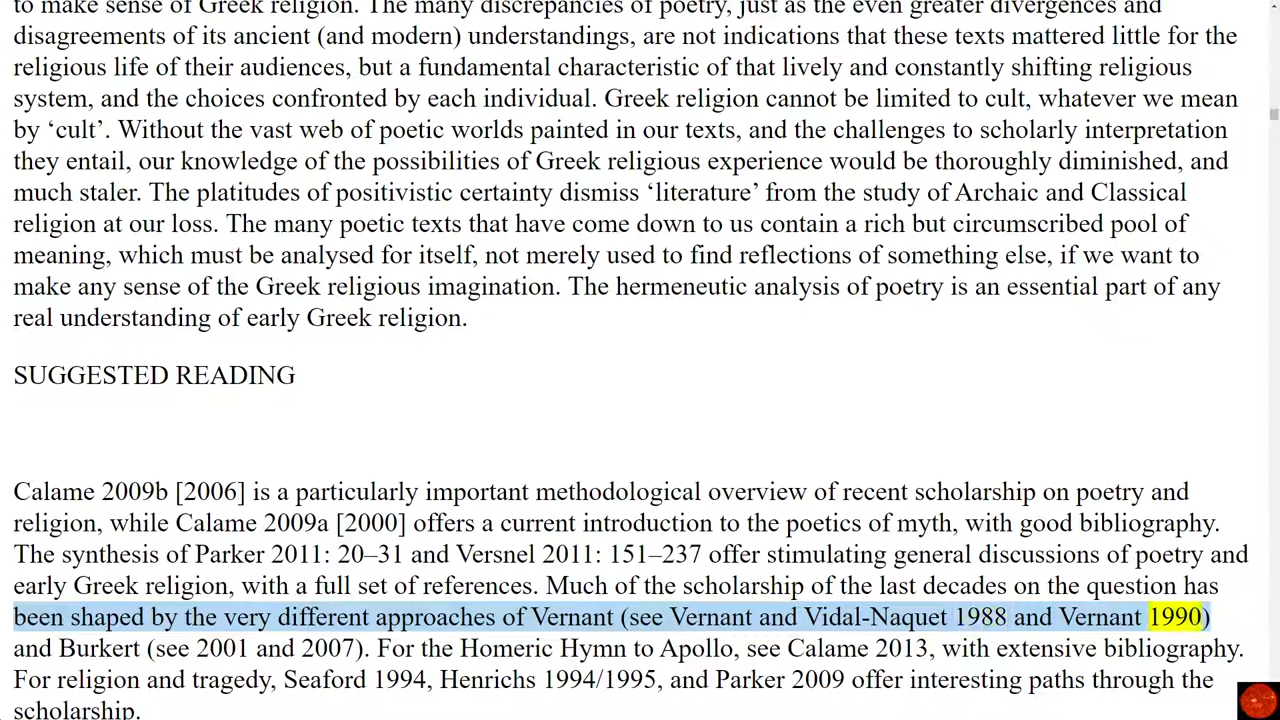 to make sense of Greek religion. The many discrepancies of poetry, just as the even greater divergences and
disagreements of its ancient (and modern) understandings, are not indications that these texts mattered little for the
religious life of their audiences, but a fundamental characteristic of that lively and constantly shifting religious
system, and the choices confronted by each individual. Greek religion cannot be limited to cult, whatever we mean
by ‘cult’. Without the vast web of poetic worlds painted in our texts, and the challenges to scholarly interpretation
they entail, our knowledge of the possibilities of Greek religious experience would be thoroughly diminished, and
much staler. The platitudes of positivistic certainty dismiss ‘literature’ from the study of Archaic and Classical
religion at our loss. The many poetic texts that have come down to us contain a rich but circumscribed pool of
meaning, which must be analysed for itself, not merely used to find reflections of something else, if we want to
make any sense of the Greek religious imagination. The hermeneutic analysis of poetry is an essential part of any
real understanding of early Greek religion.
SUGGESTED READING
Calame 2009b [2006] is a particularly important methodological overview of recent scholarship on poetry and
religion, while Calame 2009a [2000] offers a current introduction to the poetics of myth, with good bibliography.
The synthesis of Parker 2011: 20–31 and Versnel 2011: 151–237 offer stimulating general discussions of poetry and
early Greek religion, with a full set of references. Much of the scholarship of the last decades on the question has
been shaped by the very different approaches of Vernant (see Vernant and Vidal-Naquet 1988 and Vernant 1990)
and Burkert (see 2001 and 2007). For the Homeric Hymn to Apollo, see Calame 2013, with extensive bibliography.
For religion and tragedy, Seaford 1994, Henrichs 1994/1995, and Parker 2009 offer interesting paths through the
scholarship.